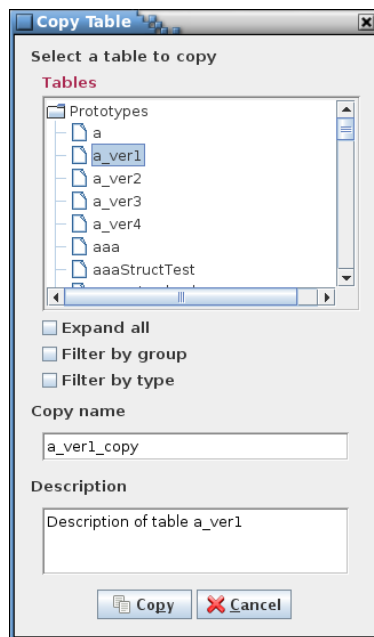 Copy Table
Select a table to copy
Tables
Prototypes
a
a_ver1
a_ver2
a_ver3
a_ver4
aaa
aaaStructTest
Expand all
Filter by group
Filter by type
Copy name
a_ver1_copy
Description
Description of table a_ver1
Copy
Cancel